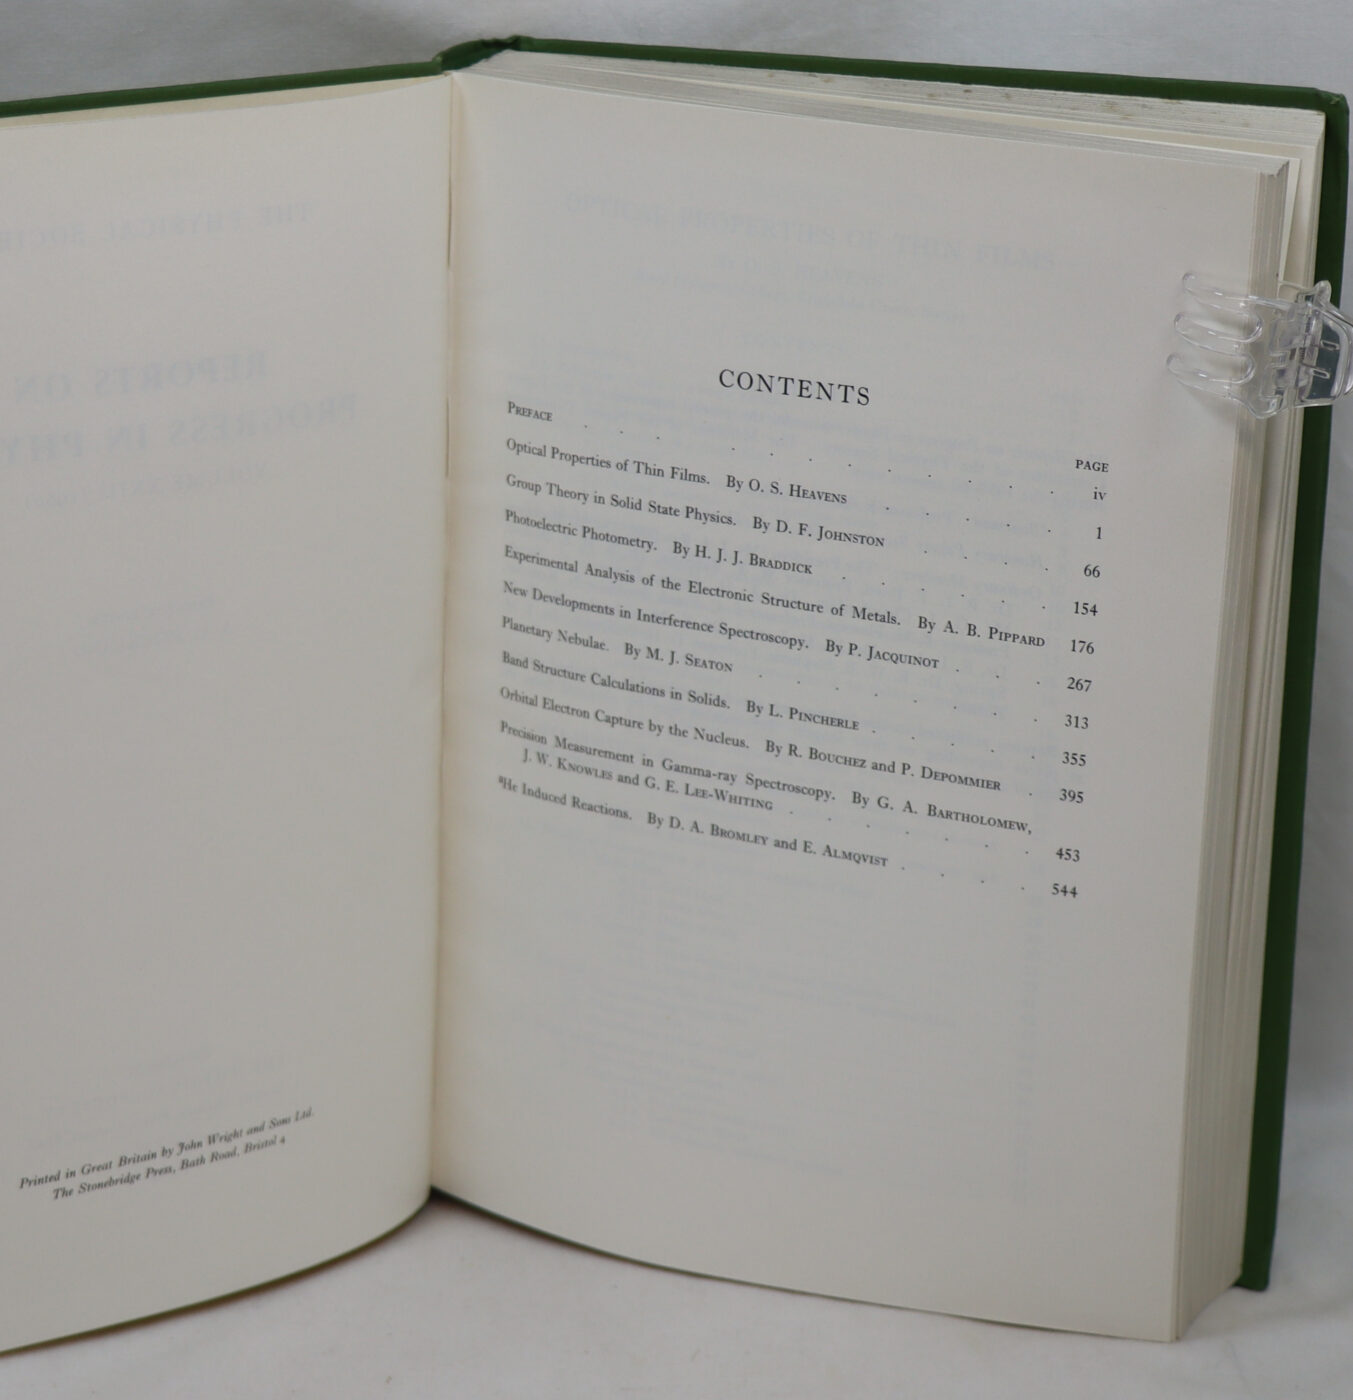 Printed in Great Britain by John Wright and Sons Ltd.
The Stonebridge Press, Bath Road, Bristol 4
CONTENTS
PAGE
PREFACE . . . . . . . . . . . . iv
Optical Properties of Thin Films. By O. S. HEAVENS . . . . . 1
Group Theory in Solid State Physics. By D. F. JOHNSTON . . . . 66
Photoelectric Photometry. By H. J. J. BRADDICK . . . . . . 154
Experimental Analysis of the Electronic Structure of Metals. By A. B. PIPPARD 176
New Developments in Interference Spectroscopy. By P. JACQUINOT . . . 267
Planetary Nebulae. By M. J. SEATON . . . . . . . . 313
Band Structure Calculations in Solids. By L. PINCHERLE . . . . . 355
Orbital Electron Capture by the Nucleus. By R. BOUCHEZ and P. DEPOMMIER . 395
Precision Measurement in Gamma-ray Spectroscopy. By G. A. BARTHOLOMEW,
J. W. KNOWLES and G. E. LEE-WHITING . . . . . . . 453
He Induced Reactions. By D. A. BROMLEY and E. ALMQVIST . . . . 544